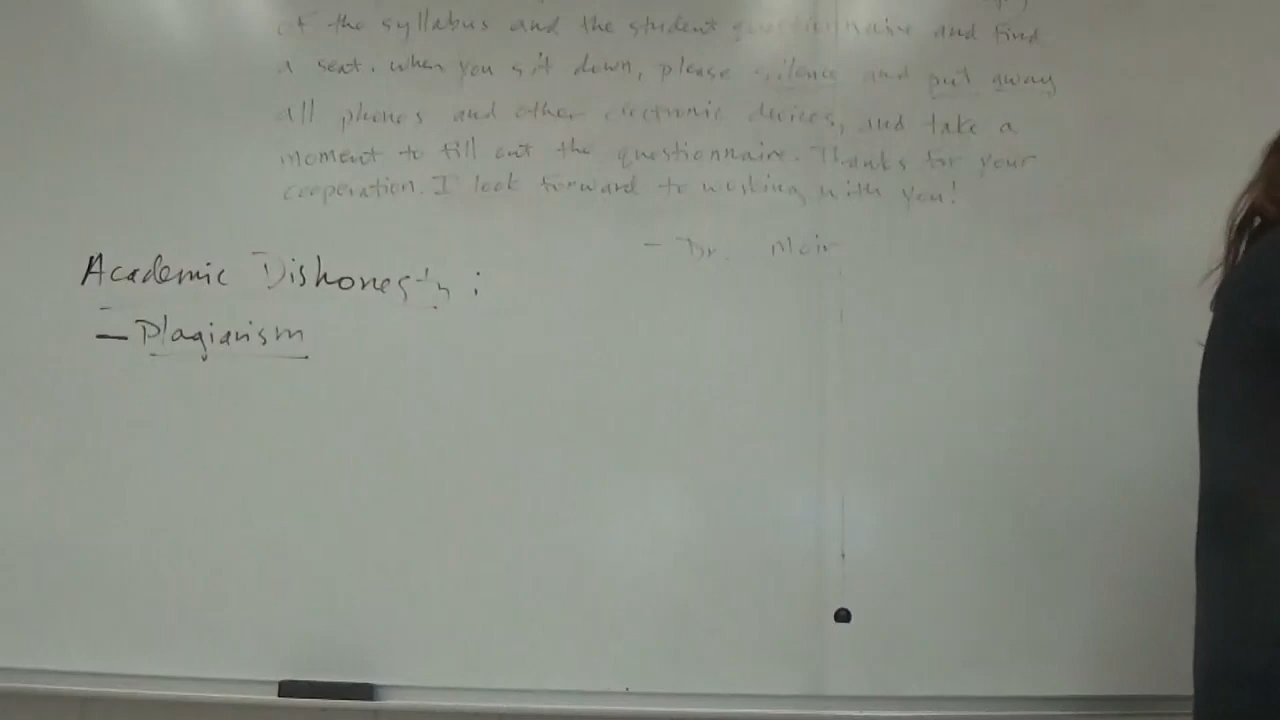 of the syllabus and the student questionnaire and find
a seat. When you sit down, please silence and put away
all phones and other electronic devices, and take a
moment to fill out the questionnaire. Thanks for your
cooperation. I look forward to working with you!
- Dr. Moir
Academic Dishonesty:
- Plagiarism